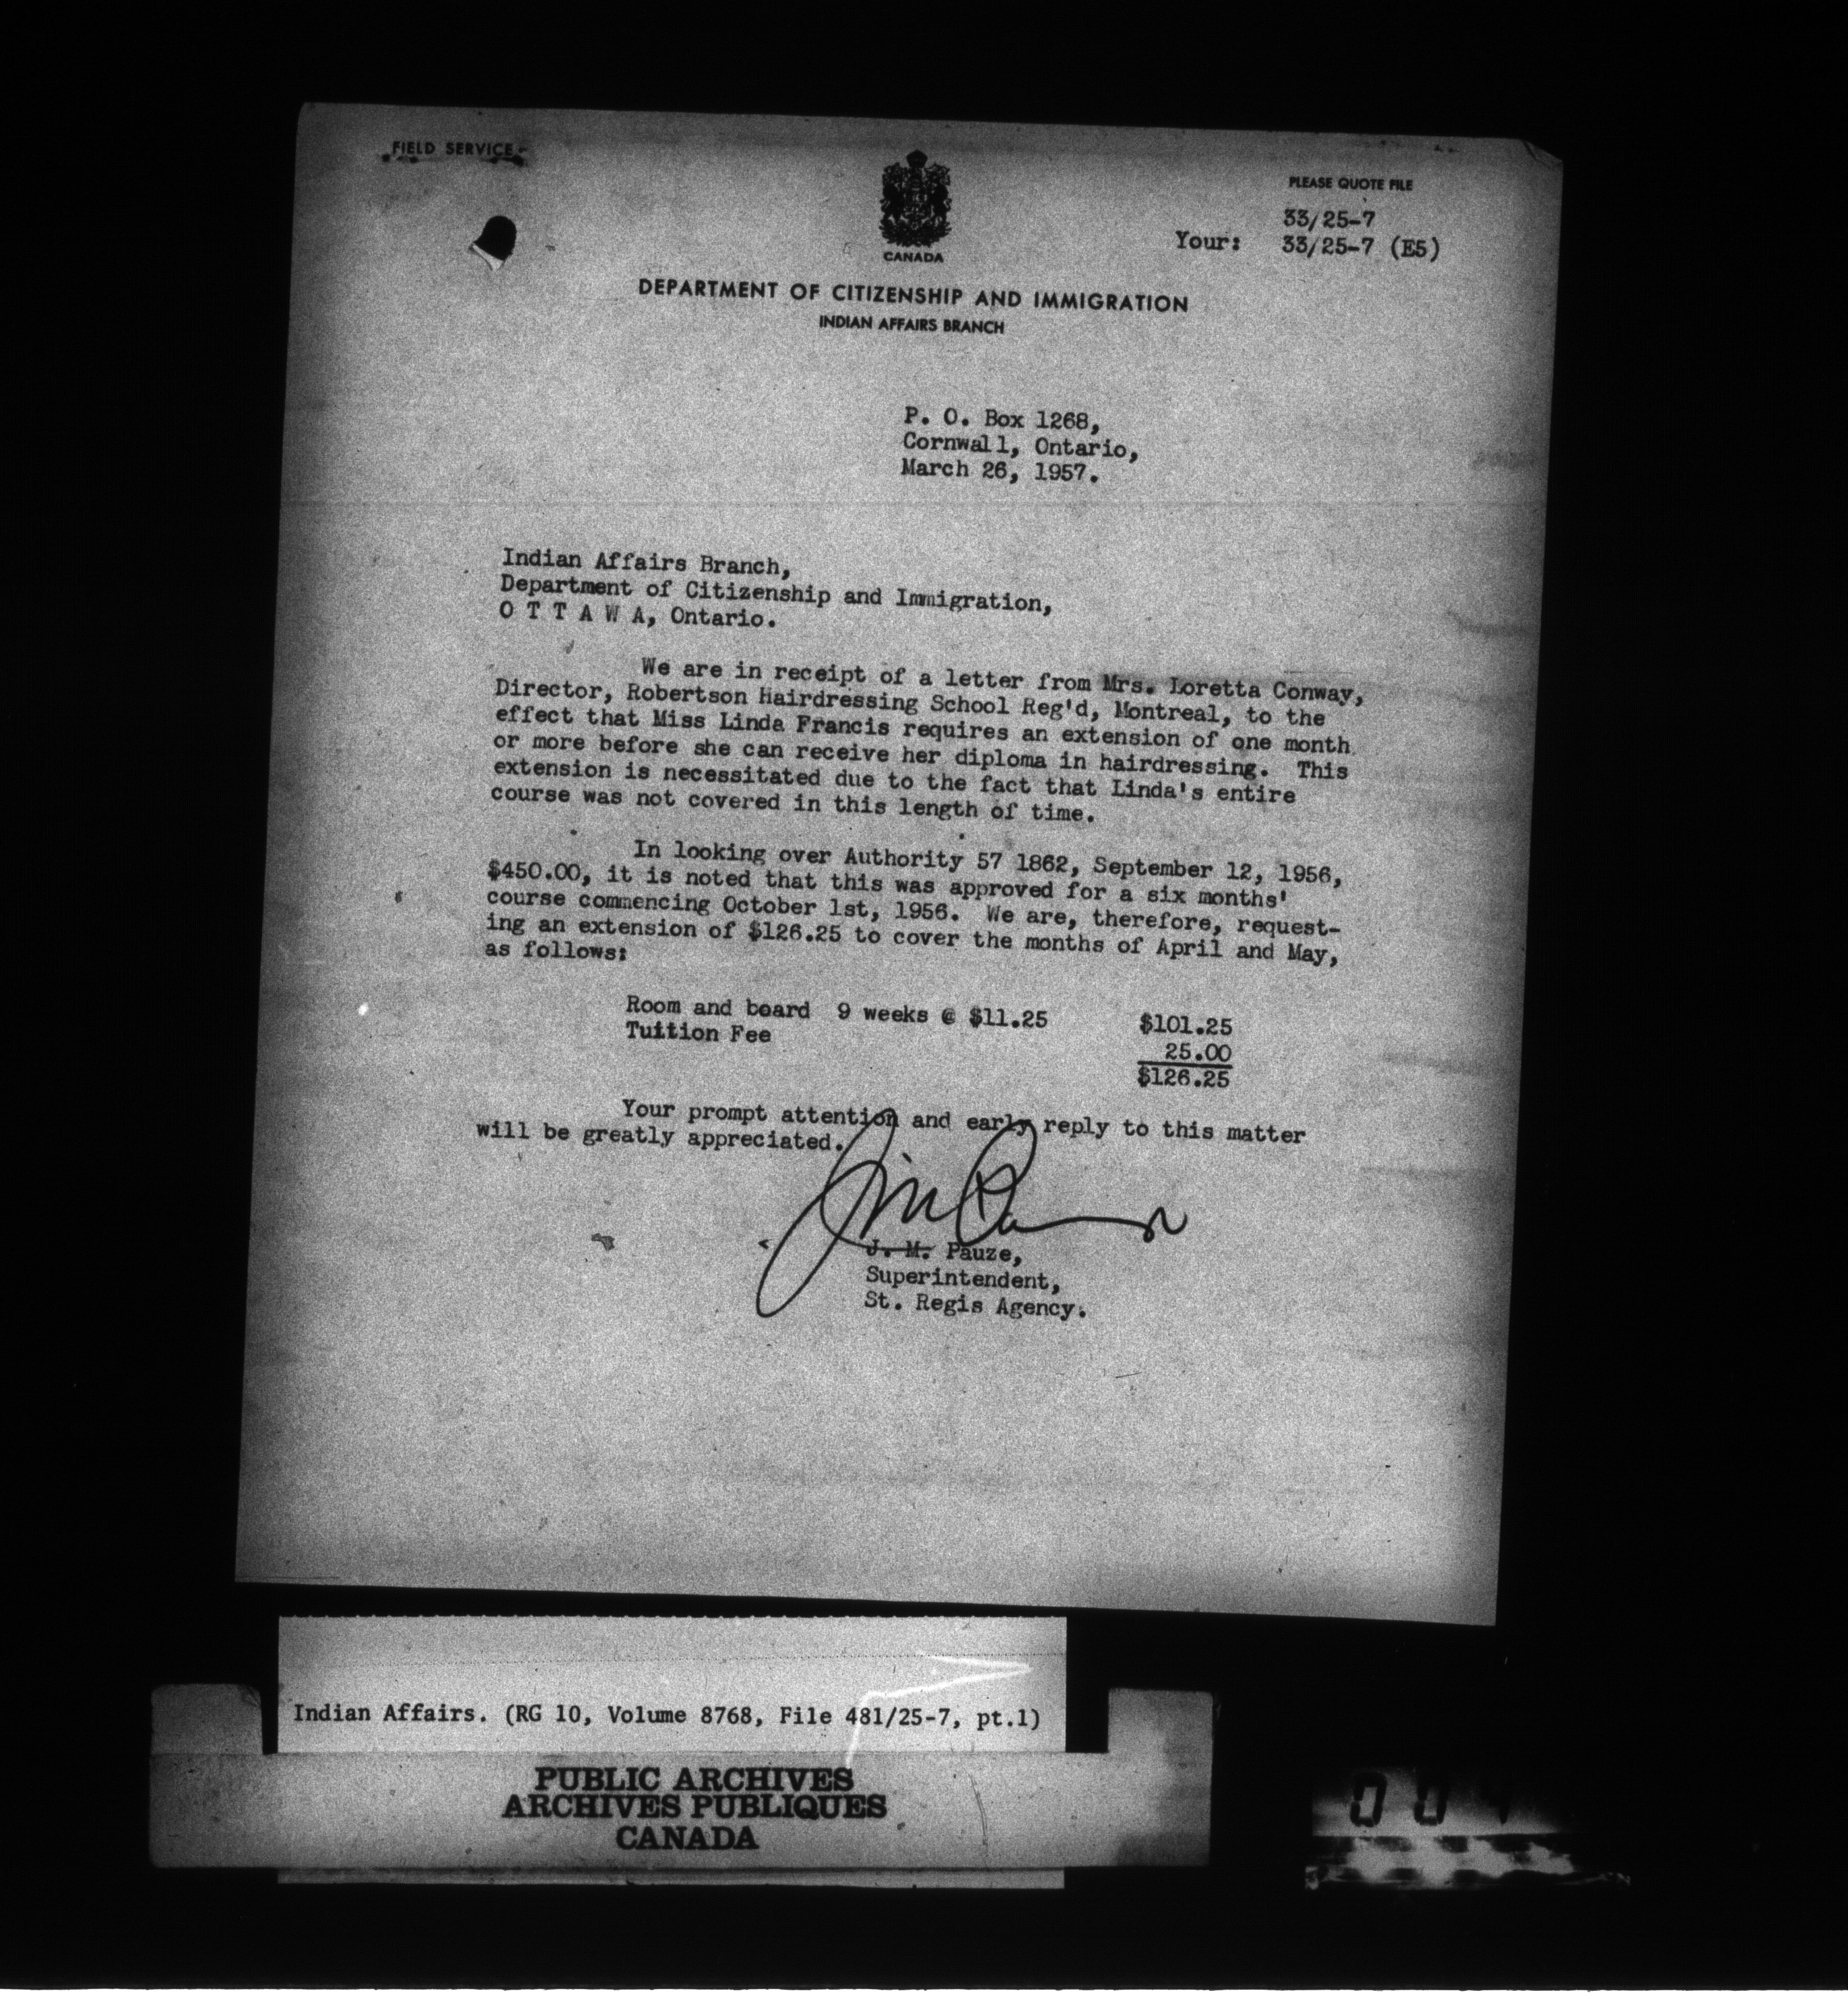 FIELD SERVICE
PLEASE QUOTE FILE
33/25-7
Your: 33/25-7 (E5)
CANADA
DEPARTMENT OF CITIZENSHIP AND IMMIGRATION
INDIAN AFFAIRS BRANCH
P. O. Box 1268,
Cornwall, Ontario,
March 26, 1957.
Indian Affairs Branch,
Department of Citizenship and Immigration,
O T T A W A, Ontario.
We are in receipt of a letter from Mrs. Loretta Conway,
Director, Robertson Hairdressing School Reg'd, Montreal, to the
effect that Miss Linda Francis requires an extension of one month
or more before she can receive her diploma in hairdressing. This
extension is necessitated due to the fact that Linda's entire
course was not covered in this length of time.
In looking over Authority 57 1862, September 12, 1956,
$450.00, it is noted that this was approved for a six months'
course commencing October 1st, 1956. We are, therefore, request-
ing an extension of $126.25 to cover the months of April and May,
as follows:
Room and board 9 weeks @ $11.25 $101.25
Tuition Fee 25.00
$126.25
Your prompt attention and early reply to this matter
will be greatly appreciated.
J. M. Pauze,
Superintendent,
St. Regis Agency.
Indian Affairs. (RG 10, Volume 8768, File 481/25-7, pt.1)
PUBLIC ARCHIVES
ARCHIVES PUBLIQUES
CANADA